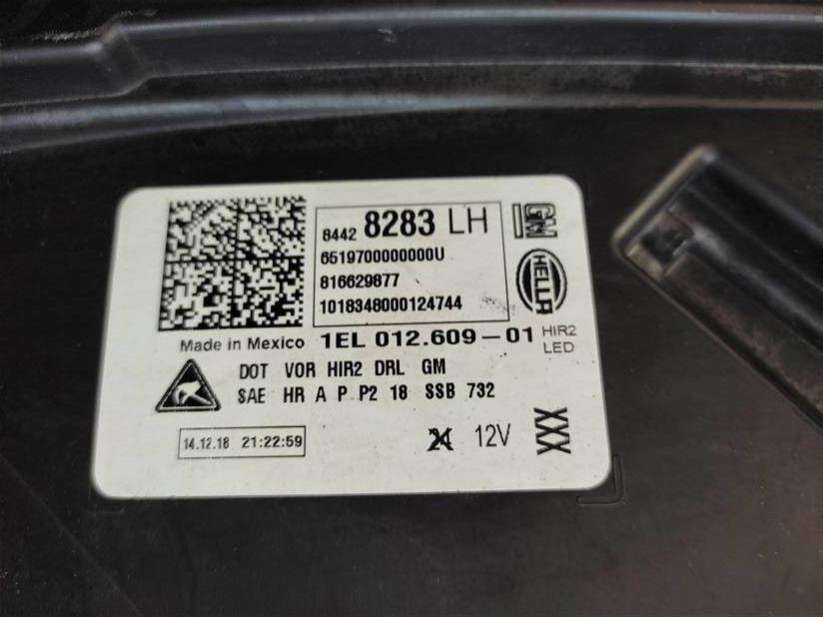 8442 8283 LH
GM
6519700000000U
816629877
1018348000124744
HELLA
Made in Mexico 1EL 012.609-01 HIR2
LED
DOT VOR HIR2 DRL GM
SAE HR A P P2 18 SSB 732
14.12.18 21:22:59
12V
XXX